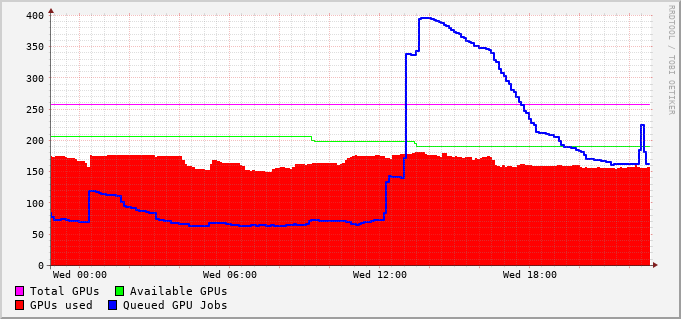 RRDTOOL / TOBI OETIKER
400
350
300
250
200
150
100
50
0
Wed 00:00 Wed 06:00 Wed 12:00 Wed 18:00
Total GPUs Available GPUs
GPUs used Queued GPU Jobs